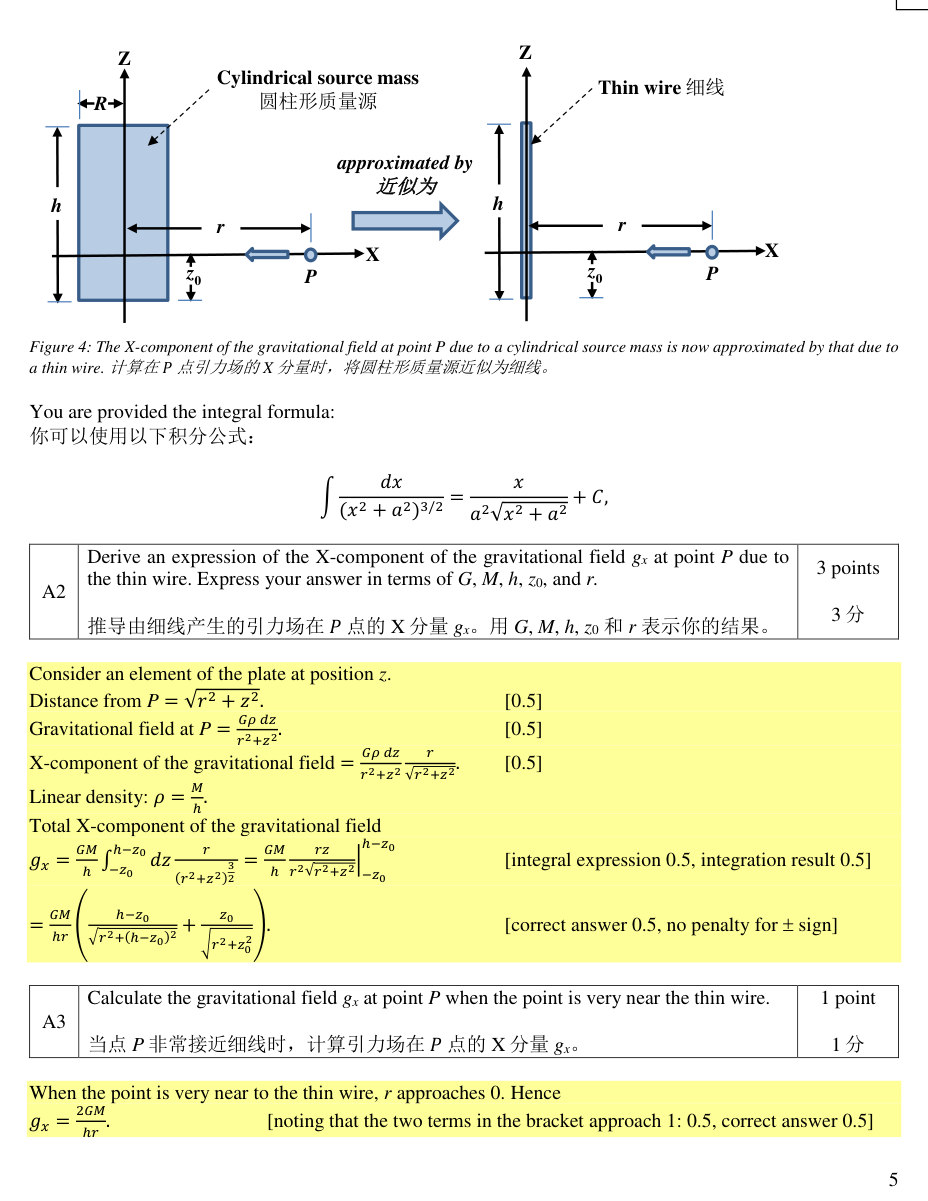 Z
Cylindrical source mass
圆柱形质量源
R
h
r
X
z₀
P
approximated by
近似为
Z
Thin wire 细线
h
r
X
z₀
P
Figure 4: The X-component of the gravitational field at point P due to a cylindrical source mass is now approximated by that due to
a thin wire. 计算在 P 点引力场的 X 分量时，将圆柱形质量源近似为细线。
You are provided the integral formula:
你可以使用以下积分公式：
∫ dx/(x² + a²)^{3/2} = x/(a²√(x² + a²)) + C,
A2
Derive an expression of the X-component of the gravitational field gₓ at point P due to
the thin wire. Express your answer in terms of G, M, h, z₀, and r.
推导由细线产生的引力场在 P 点的 X 分量 gₓ。用 G, M, h, z₀ 和 r 表示你的结果。
3 points
3 分
Consider an element of the plate at position z.
Distance from P = √(r² + z²). [0.5]
Gravitational field at P = Gρ dz/(r²+z²). [0.5]
X-component of the gravitational field = Gρ dz/(r²+z²) r/√(r²+z²). [0.5]
Linear density: ρ = M/h.
Total X-component of the gravitational field
gₓ = GM/h ∫_{−z₀}^{h−z₀} dz r/(r²+z²)^{3/2} = GM/h rz/(r²√(r²+z²))|_{−z₀}^{h−z₀} [integral expression 0.5, integration result 0.5]
= GM/hr ( (h−z₀)/√(r²+(h−z₀)²) + z₀/√(r²+z₀²) ). [correct answer 0.5, no penalty for ± sign]
A3
Calculate the gravitational field gₓ at point P when the point is very near the thin wire.
当点 P 非常接近细线时，计算引力场在 P 点的 X 分量 gₓ。
1 point
1 分
When the point is very near to the thin wire, r approaches 0. Hence
gₓ = 2GM/hr. [noting that the two terms in the bracket approach 1: 0.5, correct answer 0.5]
5